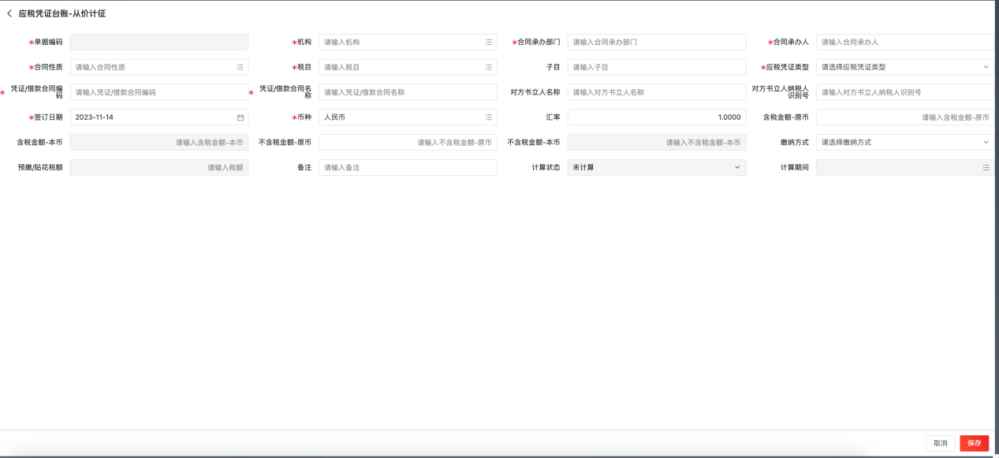 应税凭证台账-从价计征
*单据编码
*机构 请输入机构
*合同承办部门 请输入合同承办部门
*合同承办人 请输入合同承办人
*合同性质 请输入合同性质
*税目 请输入税目
子目 请输入子目
*应税凭证类型 请选择应税凭证类型
* 凭证/借款合同编
码
请输入凭证/借款合同编码
* 凭证/借款合同名
称
请输入凭证/借款合同名称
对方书立人名称 请输入对方书立人名称
对方书立人纳税人
识别号
请输入对方书立人纳税人识别号
*签订日期 2023-11-14
*币种 人民币
汇率 1.0000
含税金额-原币 请输入含税金额-原币
含税金额-本币 请输入含税金额-本币
不含税金额-原币 请输入不含税金额-原币
不含税金额-本币 请输入不含税金额-本币
缴纳方式 请选择缴纳方式
预缴/贴花税额 请输入税额
备注 请输入备注
计算状态 未计算
计算期间
取消 保存